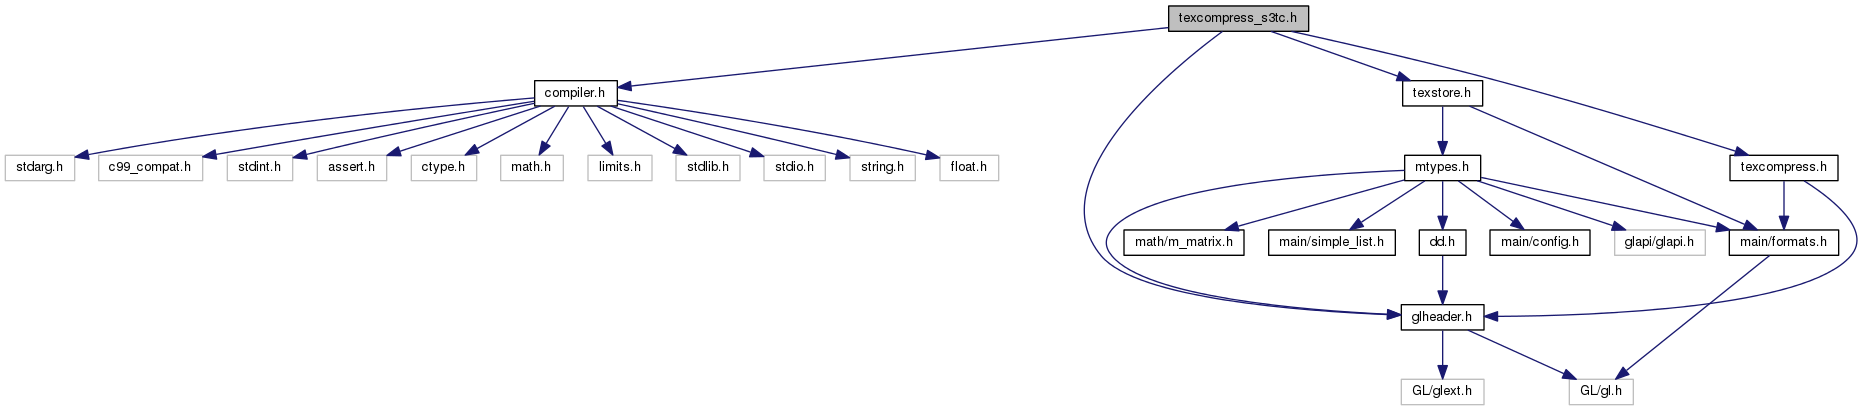 texcompress_s3tc.h
compiler.h
texstore.h
stdarg.h
c99_compat.h
stdint.h
assert.h
ctype.h
math.h
limits.h
stdlib.h
stdio.h
string.h
float.h
mtypes.h
texcompress.h
math/m_matrix.h
main/simple_list.h
dd.h
main/config.h
glapi/glapi.h
main/formats.h
glheader.h
GL/glext.h
GL/gl.h